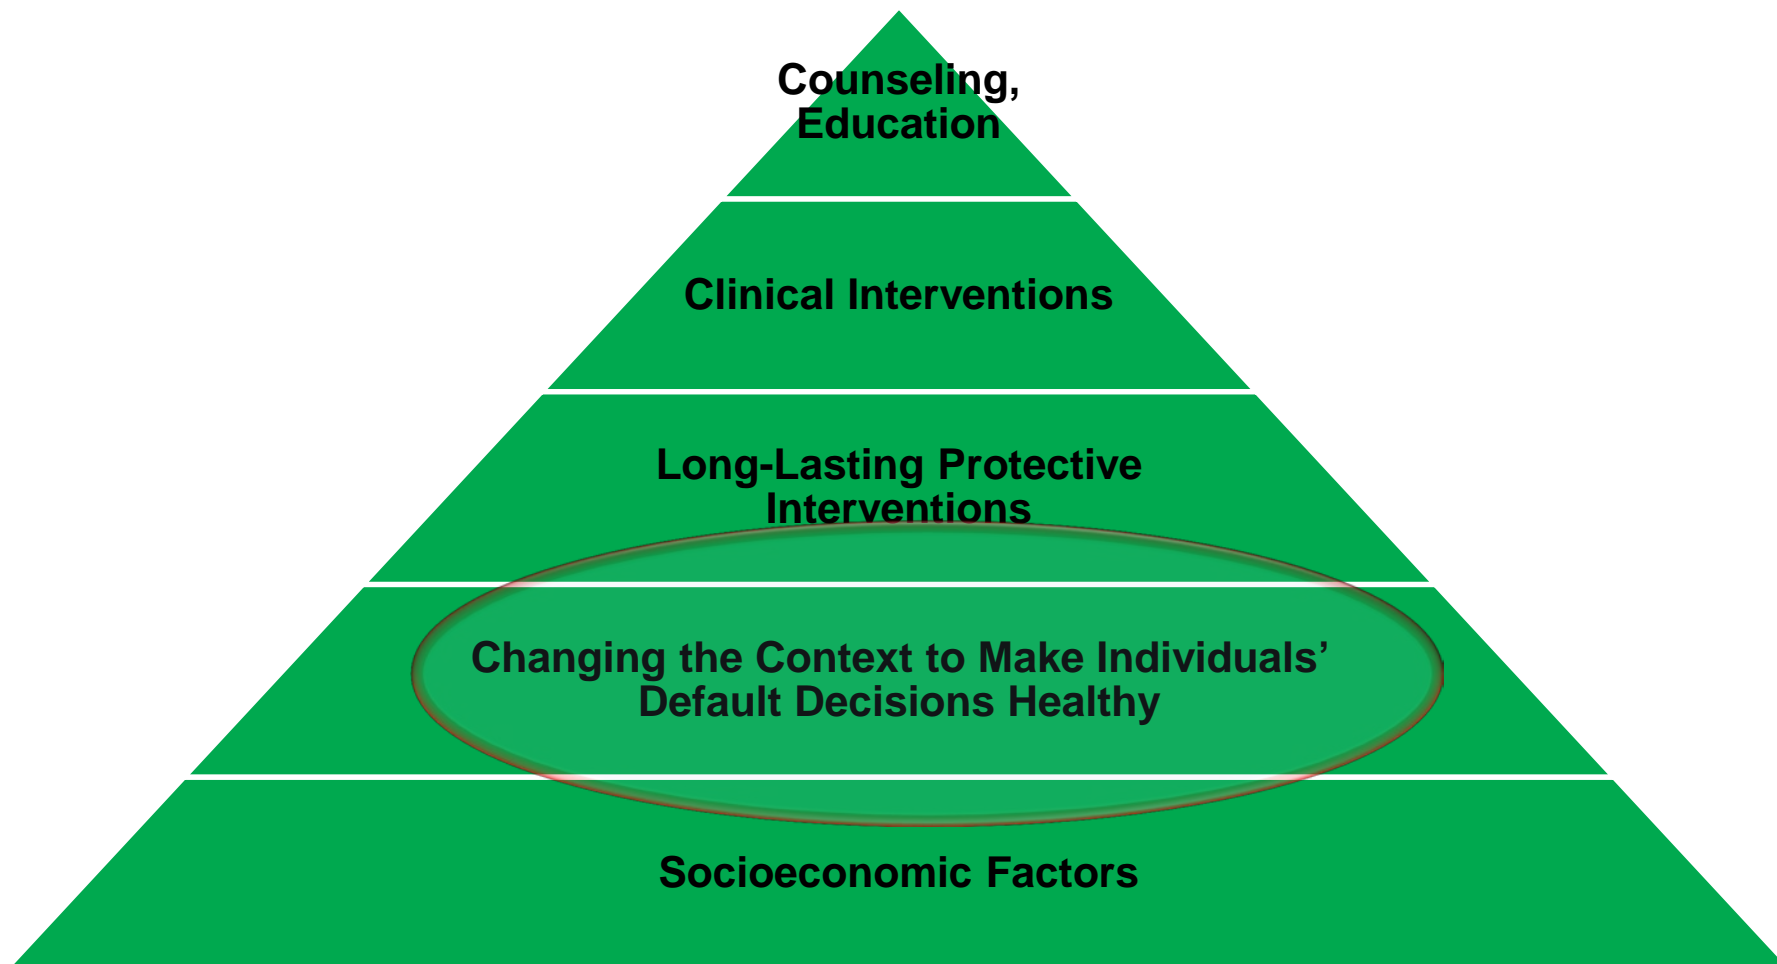 Counseling,
Education
Clinical Interventions
Long-Lasting Protective
Interventions
Changing the Context to Make Individuals’
Default Decisions Healthy
Socioeconomic Factors